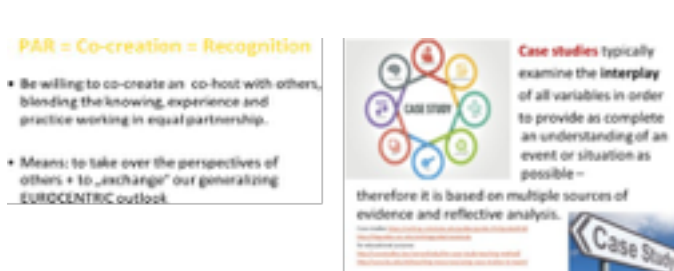 PAR = Co-creation = Recognition
• Be willing to co-create an co-host with others,
blending the knowing, experience and
practice working in equal partnership.
• Means: to take over the perspectives of
others + to „exchange" our generalizing
EUROCENTRIC outlook
CASE STUDY
Case studies typically
examine the interplay
of all variables in order
to provide as complete
an understanding of an
event or situation as
possible –
therefore it is based on multiple sources of
evidence and reflective analysis.
Case Study